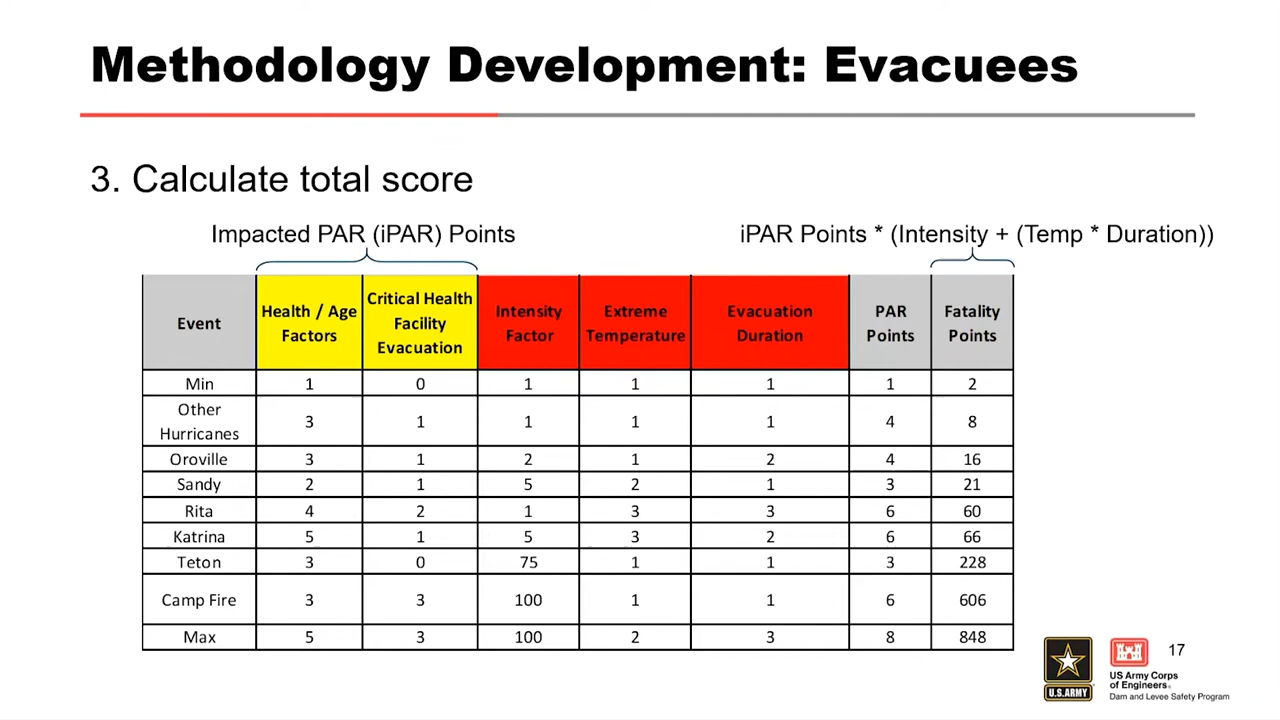 Methodology Development: Evacuees
3. Calculate total score
Impacted PAR (iPAR) Points
iPAR Points * (Intensity + (Temp * Duration))
Event Health / Age Factors Critical Health Facility Evacuation Intensity Factor Extreme Temperature Evacuation Duration PAR Points Fatality Points
Min 1 0 1 1 1 1 2
Other Hurricanes 3 1 1 1 1 4 8
Oroville 3 1 2 1 2 4 16
Sandy 2 1 5 2 1 3 21
Rita 4 2 1 3 3 6 60
Katrina 5 1 5 3 2 6 66
Teton 3 0 75 1 1 3 228
Camp Fire 3 3 100 1 1 6 606
Max 5 3 100 2 3 8 848
U.S.ARMY
US Army Corps
of Engineers®
Dam and Levee Safety Program
17